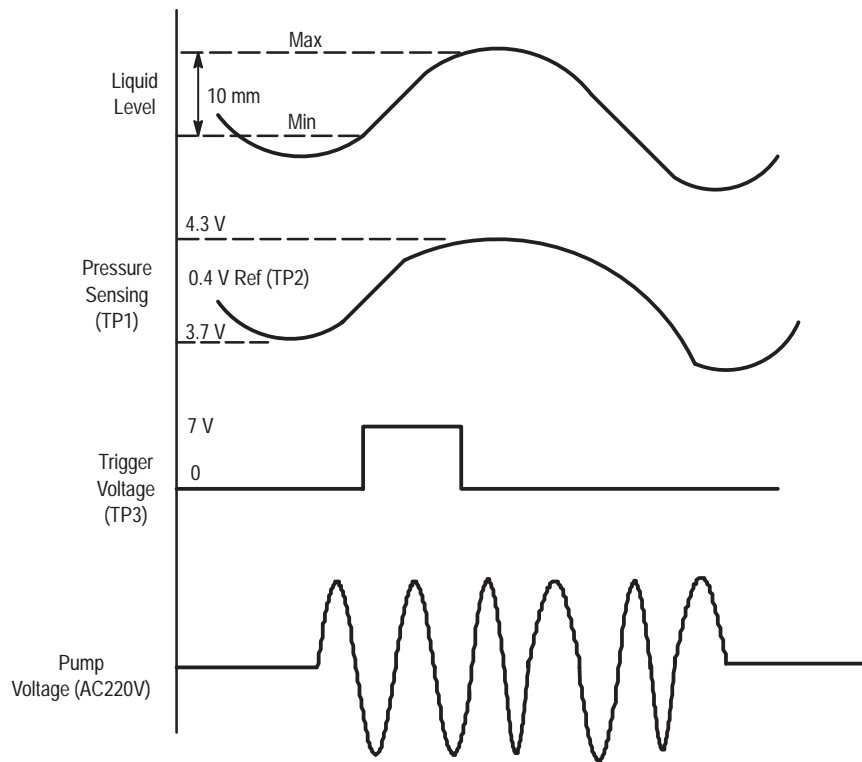 Max
Liquid
Level
10 mm
Min
4.3 V
Pressure
Sensing
(TP1)
0.4 V Ref (TP2)
3.7 V
7 V
Trigger
Voltage
(TP3)
0
Pump
Voltage (AC220V)